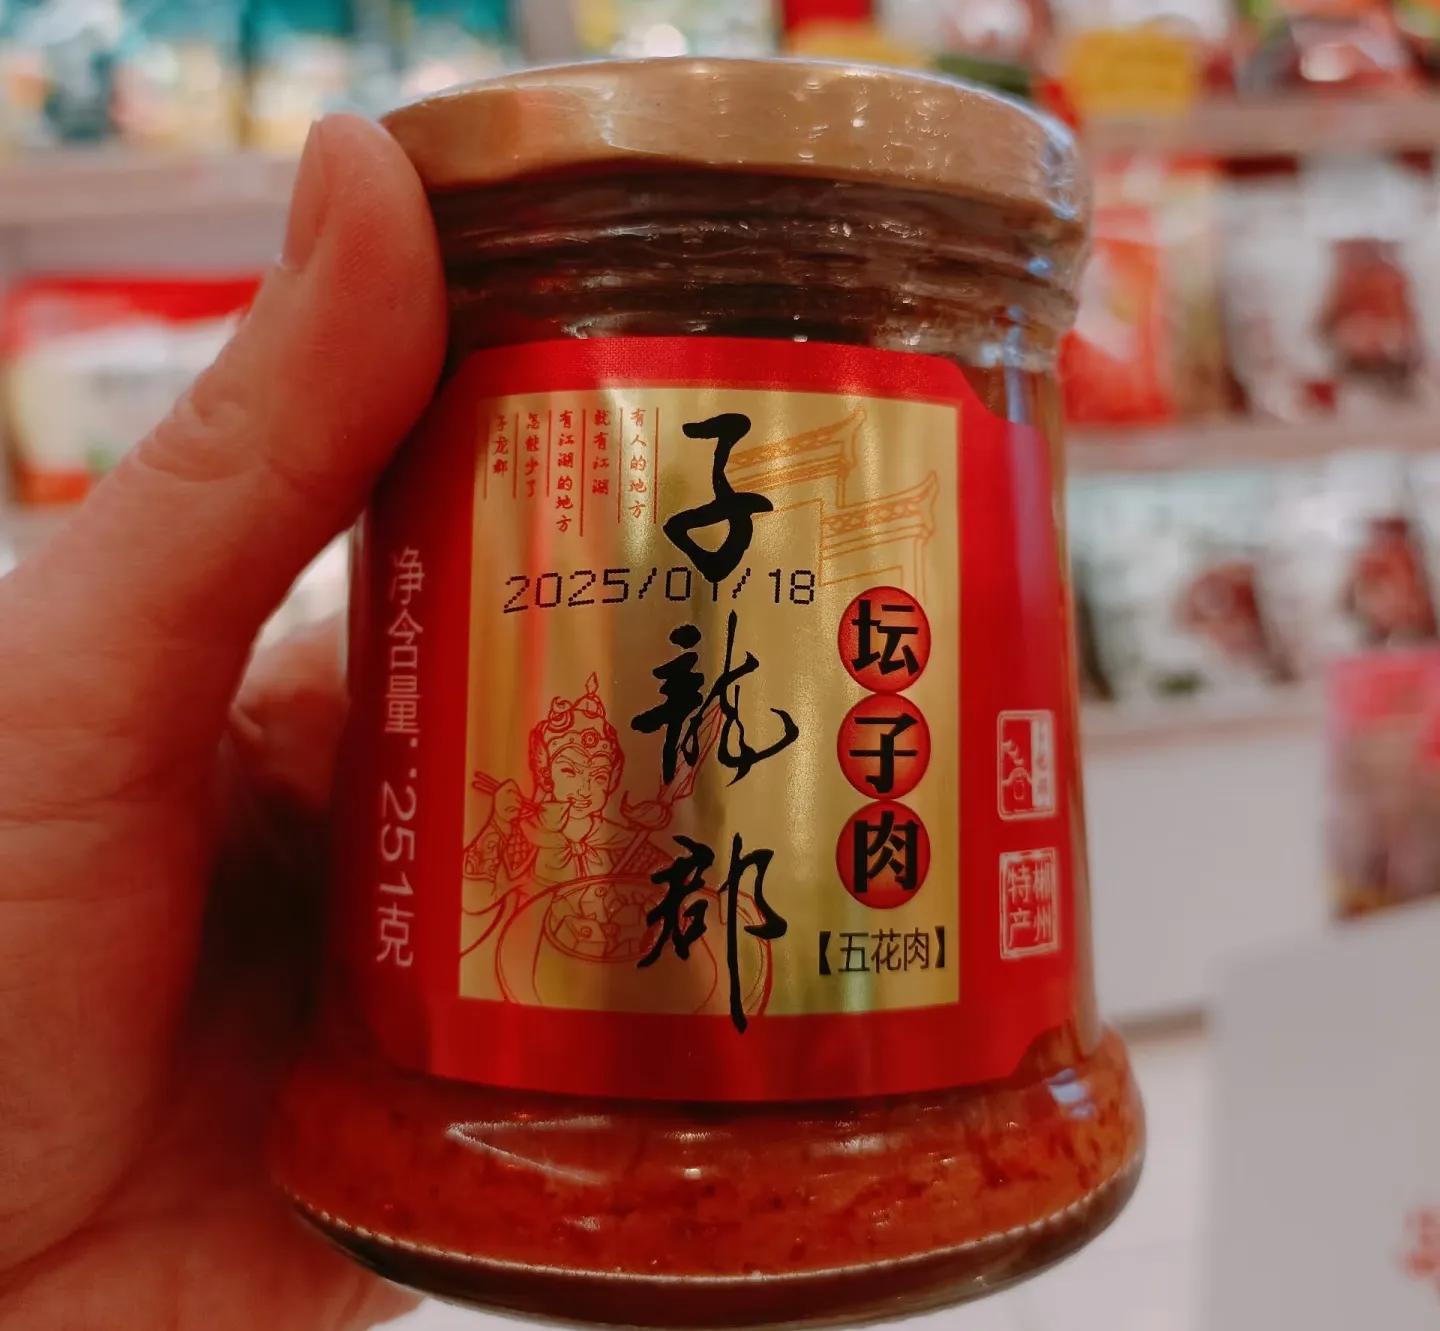 有人的地方
就有江湖
有江湖的地方
怎能少了
子龙郡
子龍郡
2025/01/18
坛子肉
【五花肉】
净含量:251克
郴州
特产